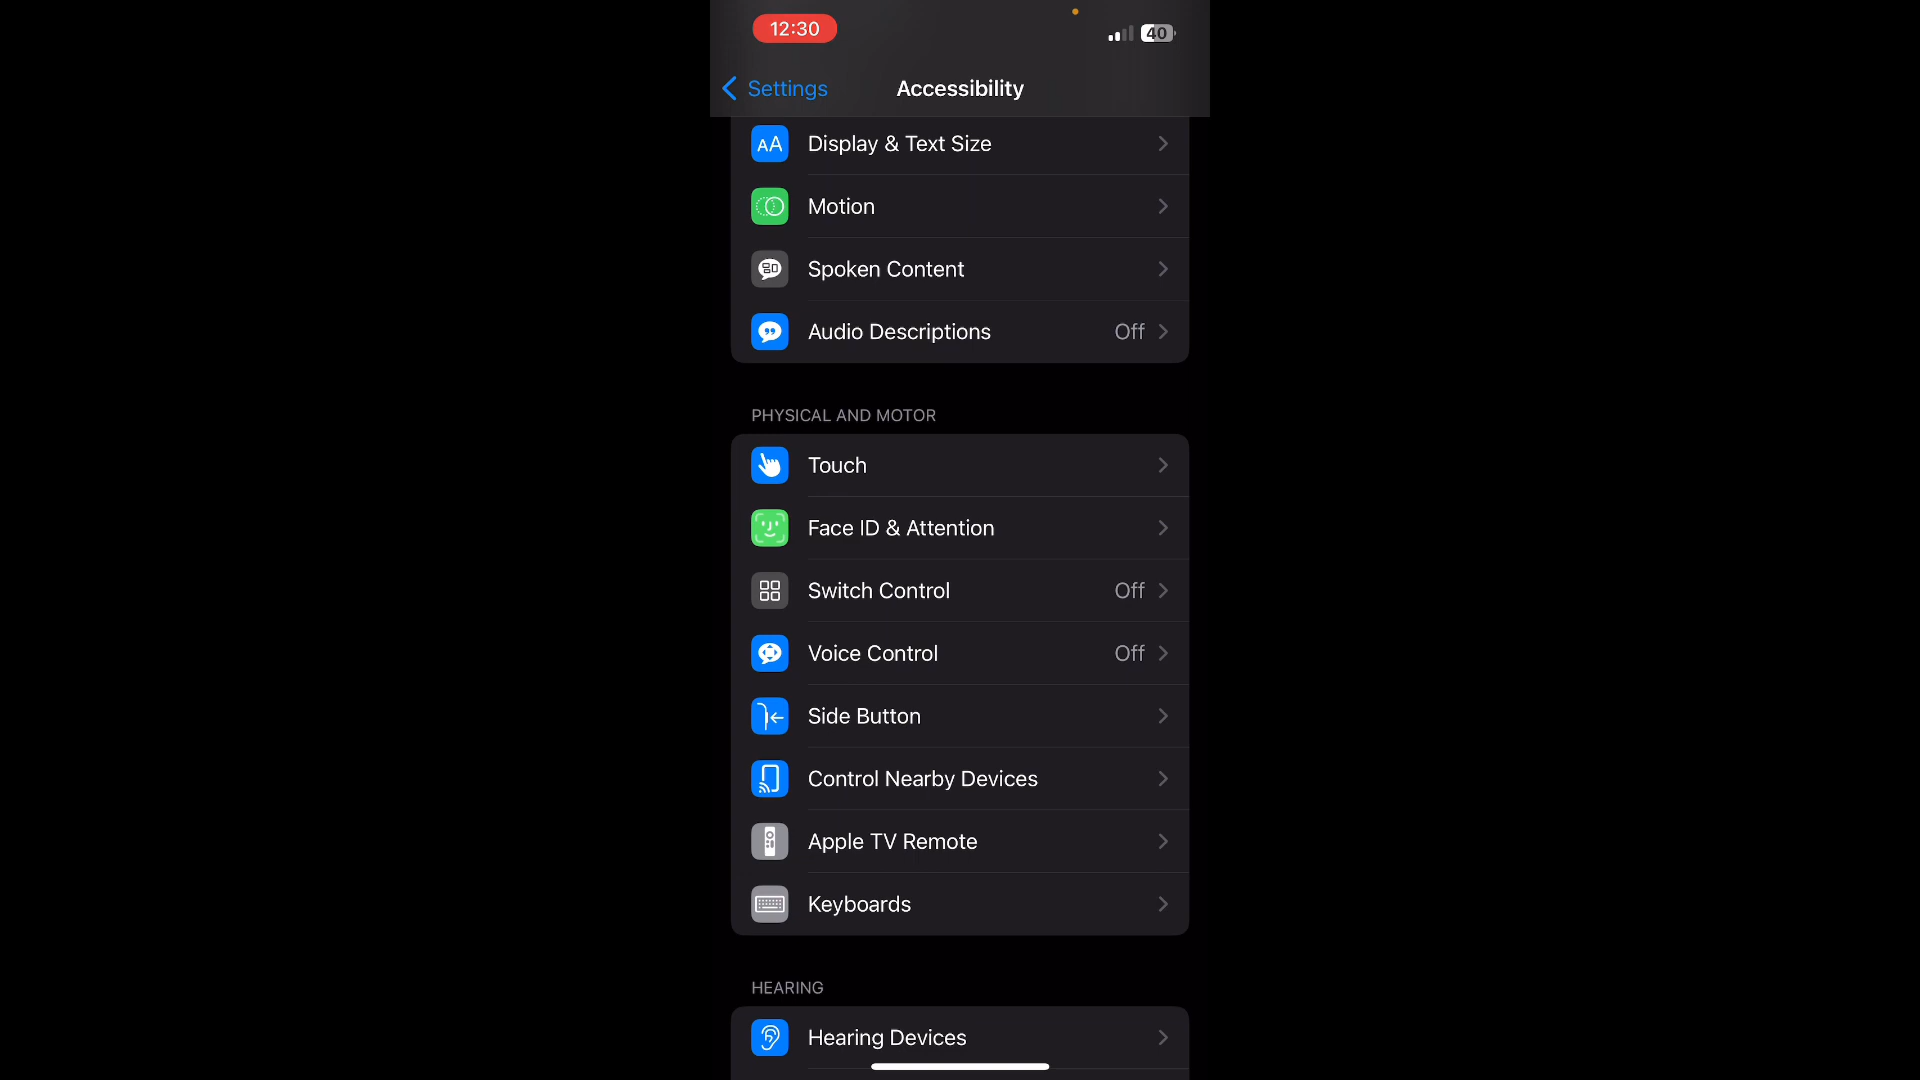 12:30
40
Settings
Accessibility
AA
Display & Text Size
Motion
Spoken Content
Audio Descriptions Off
PHYSICAL AND MOTOR
Touch
Face ID & Attention
Switch Control Off
Voice Control Off
Side Button
Control Nearby Devices
Apple TV Remote
Keyboards
HEARING
Hearing Devices